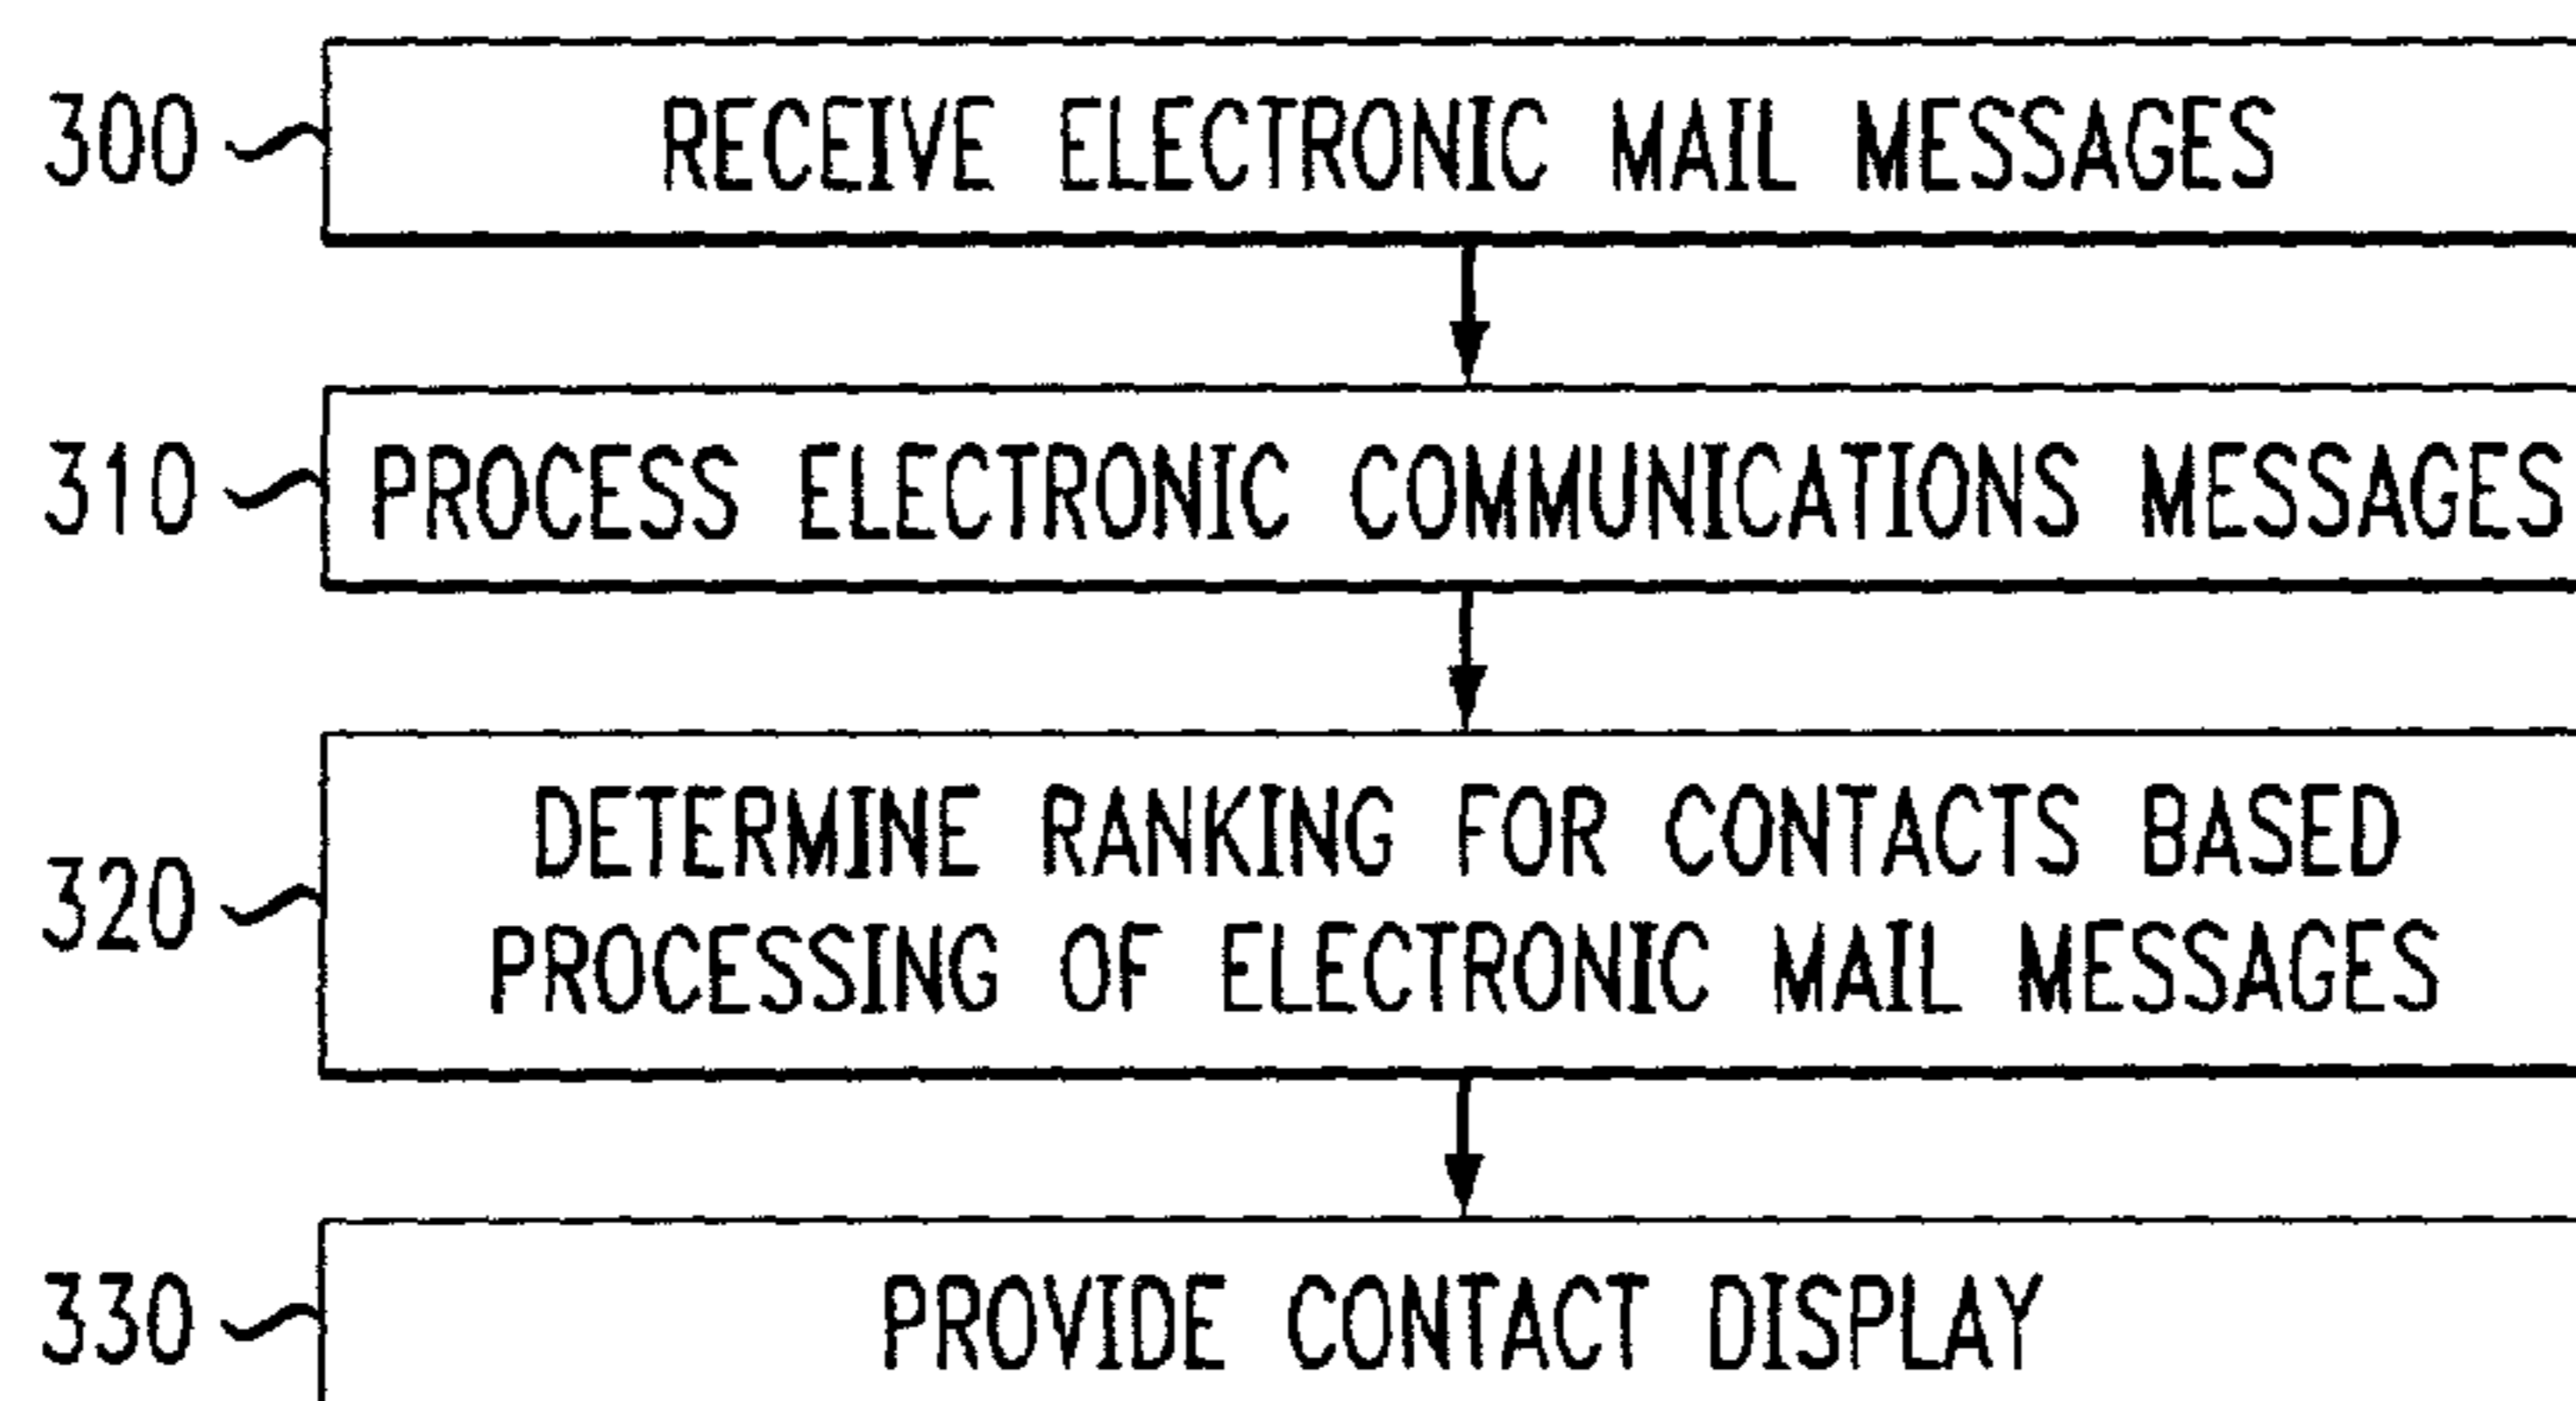 300 RECEIVE ELECTRONIC MAIL MESSAGES
310 PROCESS ELECTRONIC COMMUNICATIONS MESSAGES
320 DETERMINE RANKING FOR CONTACTS BASED
PROCESSING OF ELECTRONIC MAIL MESSAGES
330 PROVIDE CONTACT DISPLAY